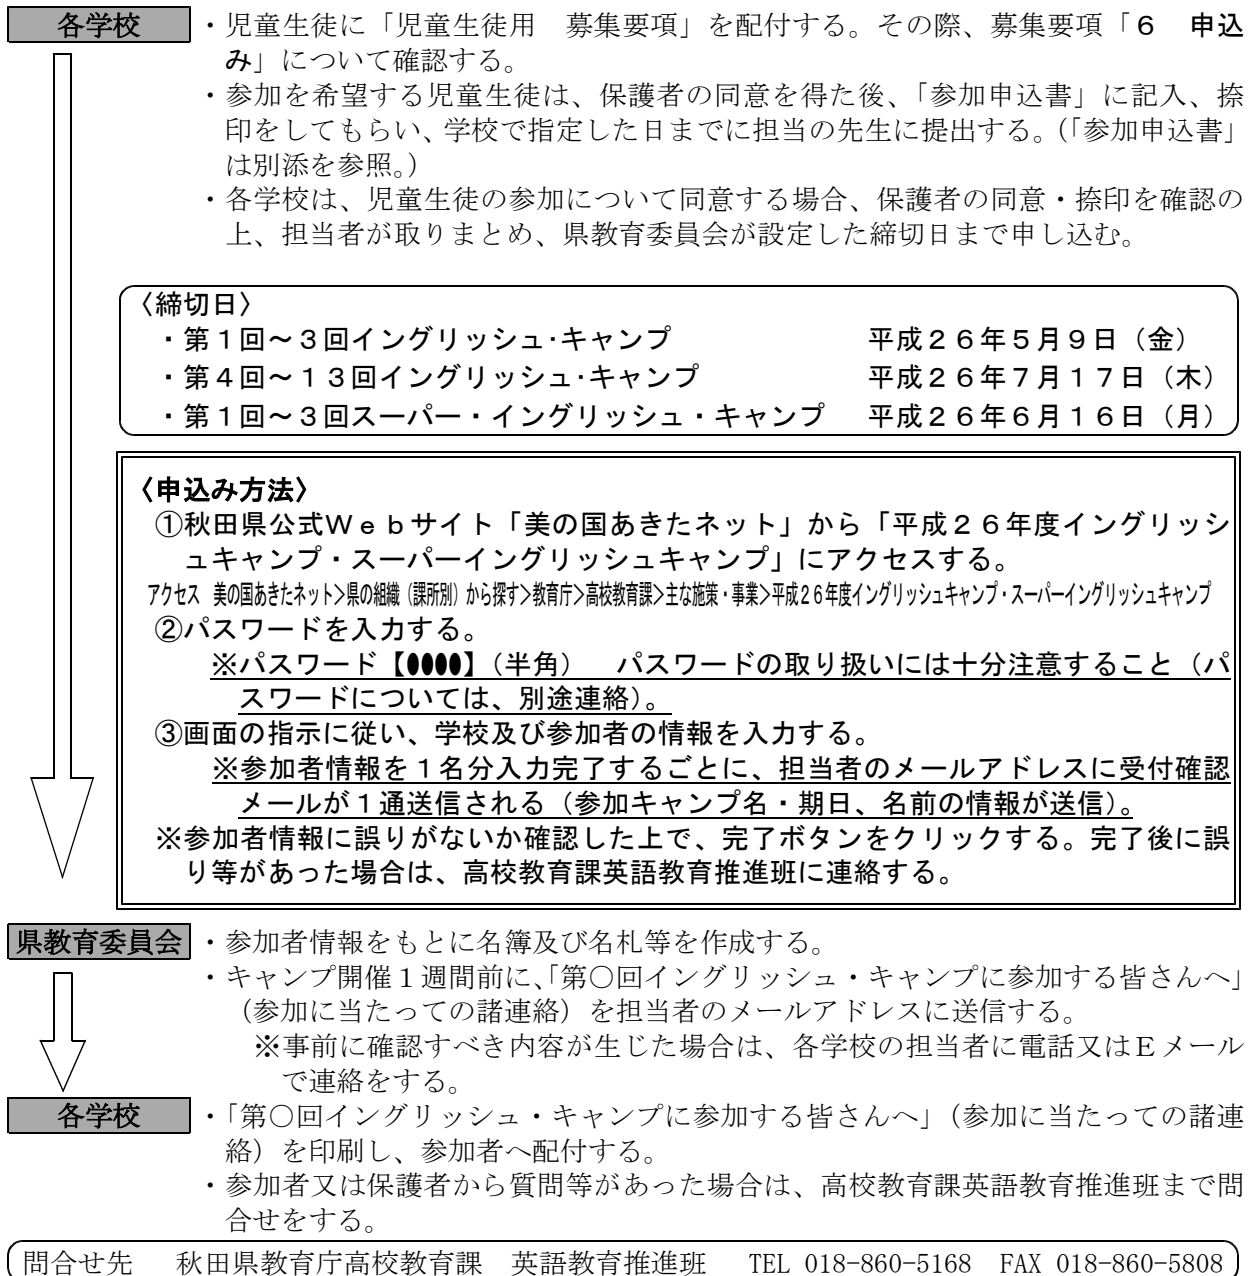 各学校 ・児童生徒に「児童生徒用　募集要項」を配付する。その際、募集要項「６　申込
み」について確認する。
・参加を希望する児童生徒は、保護者の同意を得た後、「参加申込書」に記入、捺
印をしてもらい、学校で指定した日までに担当の先生に提出する。（「参加申込書」
は別添を参照。）
・各学校は、児童生徒の参加について同意する場合、保護者の同意・捺印を確認の
上、担当者が取りまとめ、県教育委員会が設定した締切日まで申し込む。
〈締切日〉
・第１回～３回イングリッシュ・キャンプ　平成２６年５月９日（金）
・第４回～１３回イングリッシュ・キャンプ　平成２６年７月１７日（木）
・第１回～３回スーパー・イングリッシュ・キャンプ　平成２６年６月１６日（月）
〈申込み方法〉
①秋田県公式Ｗｅｂサイト「美の国あきたネット」から「平成２６年度イングリッシ
ュキャンプ・スーパーイングリッシュキャンプ」にアクセスする。
アクセス　美の国あきたネット＞県の組織（課所別）から探す＞教育庁＞高校教育課＞主な施策・事業＞平成２６年度イングリッシュキャンプ・スーパーイングリッシュキャンプ
②パスワードを入力する。
※パスワード【●●●●】（半角）　パスワードの取り扱いには十分注意すること（パ
スワードについては、別途連絡）。
③画面の指示に従い、学校及び参加者の情報を入力する。
※参加者情報を１名分入力完了するごとに、担当者のメールアドレスに受付確認
メールが１通送信される（参加キャンプ名・期日、名前の情報が送信）。
※参加者情報に誤りがないか確認した上で、完了ボタンをクリックする。完了後に誤
り等があった場合は、高校教育課英語教育推進班に連絡する。
県教育委員会 ・参加者情報をもとに名簿及び名札等を作成する。
・キャンプ開催１週間前に、「第○回イングリッシュ・キャンプに参加する皆さんへ」
（参加に当たっての諸連絡）を担当者のメールアドレスに送信する。
※事前に確認すべき内容が生じた場合は、各学校の担当者に電話又はＥメール
で連絡をする。
各学校 ・「第○回イングリッシュ・キャンプに参加する皆さんへ」（参加に当たっての諸連
絡）を印刷し、参加者へ配付する。
・参加者又は保護者から質問等があった場合は、高校教育課英語教育推進班まで問
合せをする。
問合せ先　秋田県教育庁高校教育課　英語教育推進班　TEL 018-860-5168　FAX 018-860-5808